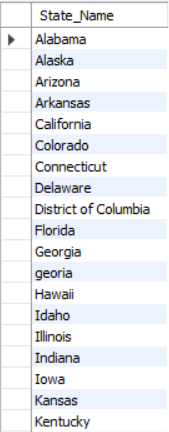 State_Name
Alabama
Alaska
Arizona
Arkansas
California
Colorado
Connecticut
Delaware
District of Columbia
Florida
Georgia
georia
Hawaii
Idaho
Illinois
Indiana
Iowa
Kansas
Kentucky